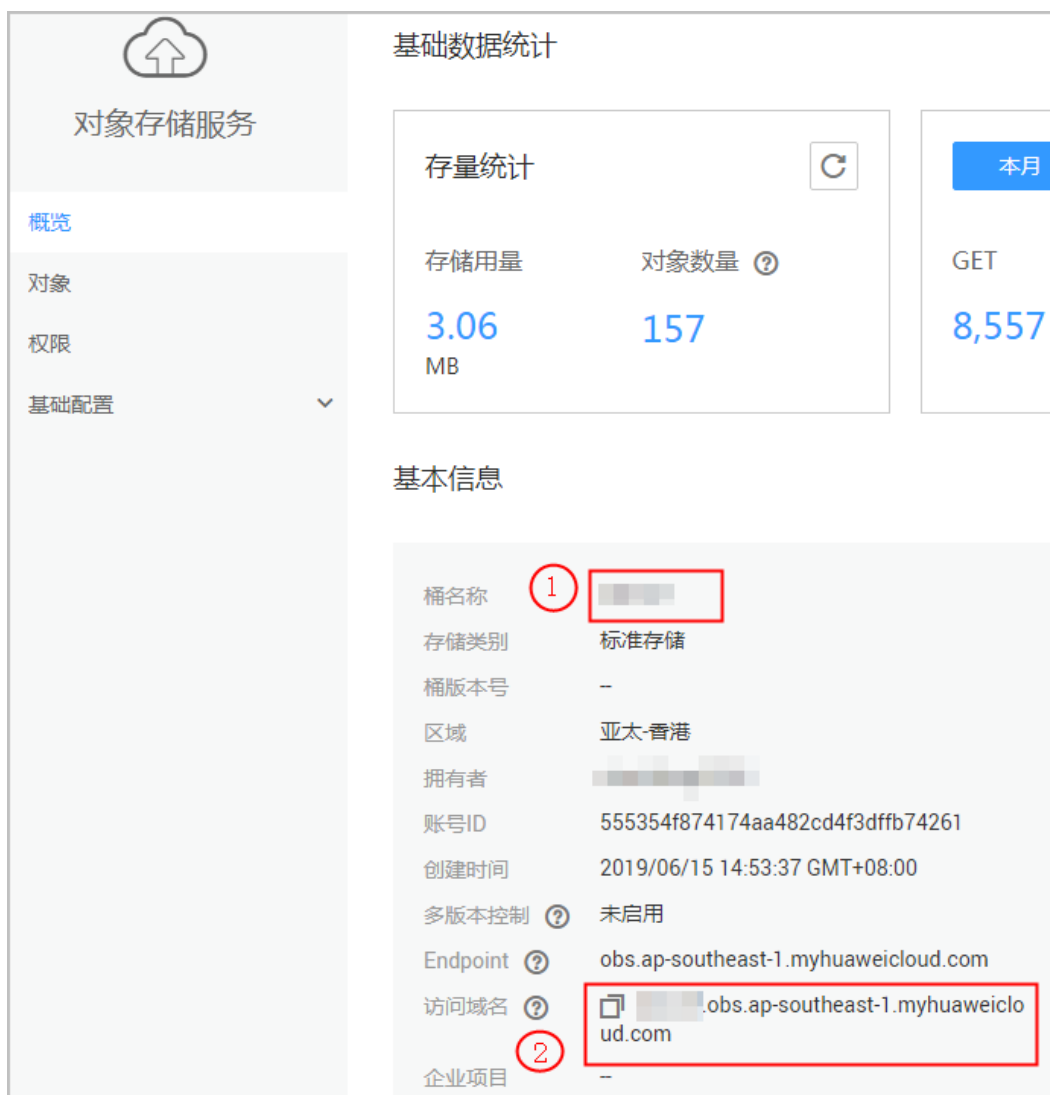 对象存储服务
概览
对象
权限
基础配置
基础数据统计
存量统计
存储用量
对象数量 ?
3.06
157
MB
本月
GET
8,557
基本信息
桶名称 1
存储类别 标准存储
桶版本号 --
区域 亚太-香港
拥有者
账号ID 555354f874174aa482cd4f3dffb74261
创建时间 2019/06/15 14:53:37 GMT+08:00
多版本控制 ? 未启用
Endpoint ? obs.ap-southeast-1.myhuaweicloud.com
访问域名 ? .obs.ap-southeast-1.myhuaweiclo
ud.com
2
企业项目 --